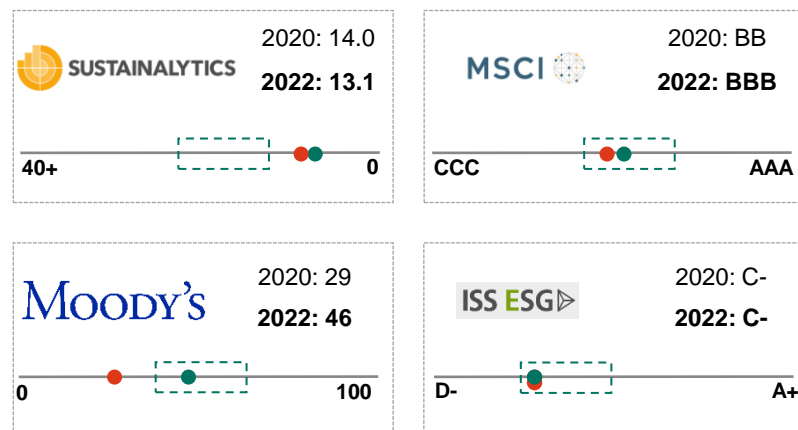 SUSTAINALYTICS
2020: 14.0
2022: 13.1
40+
0
MSCI
2020: BB
2022: BBB
CCC
AAA
MOODY'S
2020: 29
2022: 46
0
100
ISS ESG
2020: C-
2022: C-
D-
A+